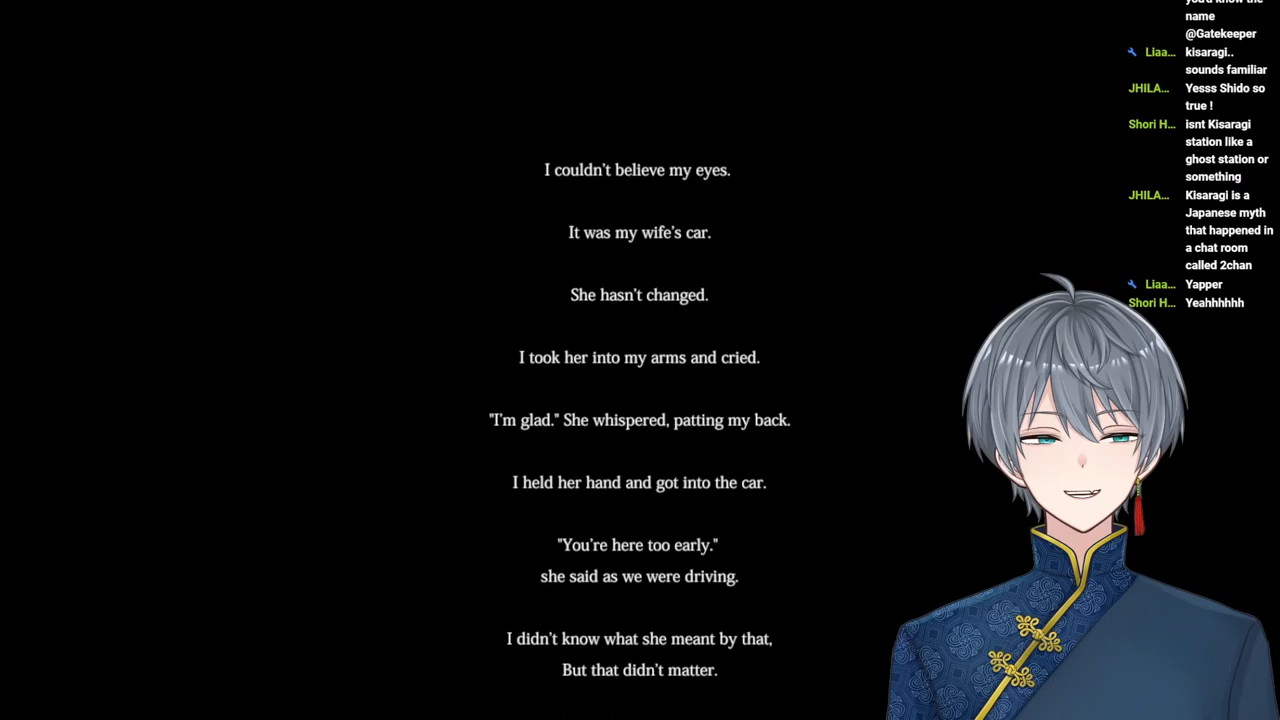 I couldn't believe my eyes.
It was my wife's car.
She hasn't changed.
I took her into my arms and cried.
"I'm glad." She whispered, patting my back.
I held her hand and got into the car.
"You're here too early."
she said as we were driving.
I didn't know what she meant by that,
But that didn't matter.
you'd know the
name
@Gatekeeper
Liaa... kisaragi..
sounds familiar
JHILA... Yesss Shido so
true !
Shori H... isnt Kisaragi
station like a
ghost station or
something
JHILA... Kisaragi is a
Japanese myth
that happened in
a chat room
called 2chan
Liaa... Yapper
Shori H... Yeahhhhhh